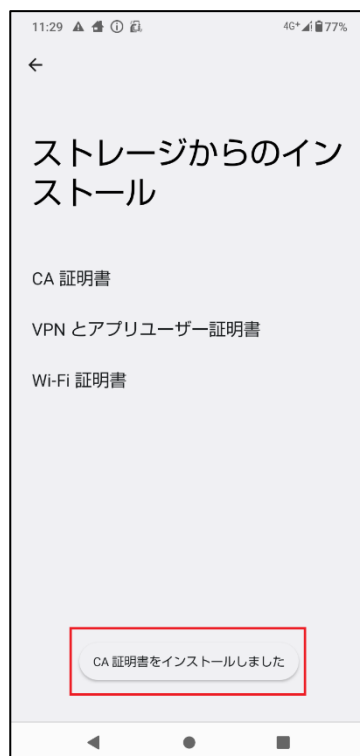 11:29
4G+
77%
ストレージからのイン
ストール
CA 証明書
VPN とアプリユーザー証明書
Wi-Fi 証明書
CA 証明書をインストールしました